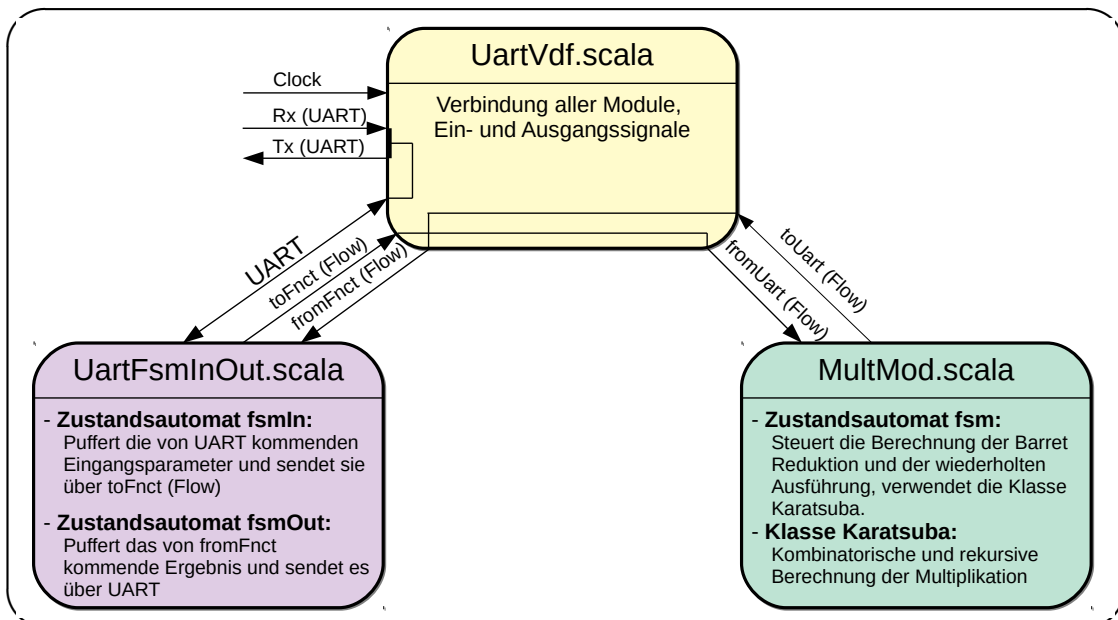 UartVdf.scala
Clock
Rx (UART)
Tx (UART)
Verbindung aller Module,
Ein- und Ausgangssignale
UART
toFnct (Flow)
fromFnct (Flow)
fromUart (Flow)
toUart (Flow)
UartFsmInOut.scala
- Zustandsautomat fsmIn:
Puffert die von UART kommenden
Eingangsparameter und sendet sie
über toFnct (Flow)
- Zustandsautomat fsmOut:
Puffert das von fromFnct
kommende Ergebnis und sendet es
über UART
MultMod.scala
- Zustandsautomat fsm:
Steuert die Berechnung der Barret
Reduktion und der wiederholten
Ausführung, verwendet die Klasse
Karatsuba.
- Klasse Karatsuba:
Kombinatorische und rekursive
Berechnung der Multiplikation